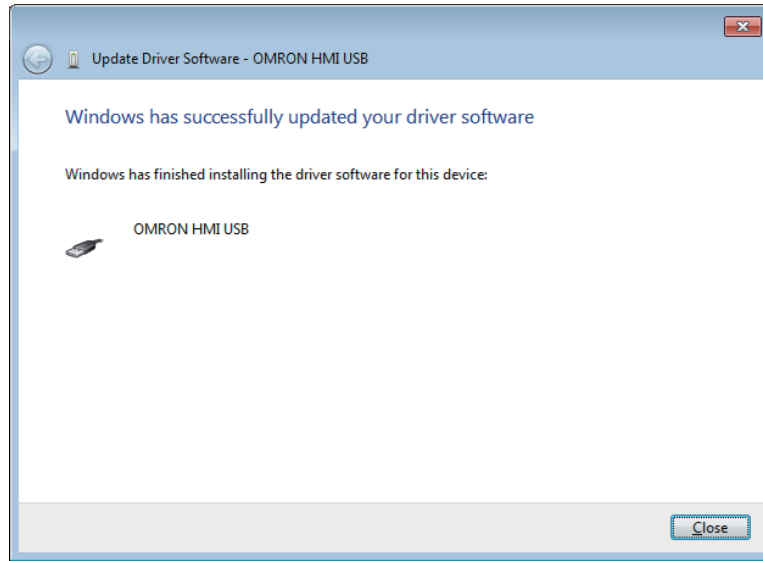 Update Driver Software - OMRON HMI USB
Windows has successfully updated your driver software
Windows has finished installing the driver software for this device:
OMRON HMI USB
Close